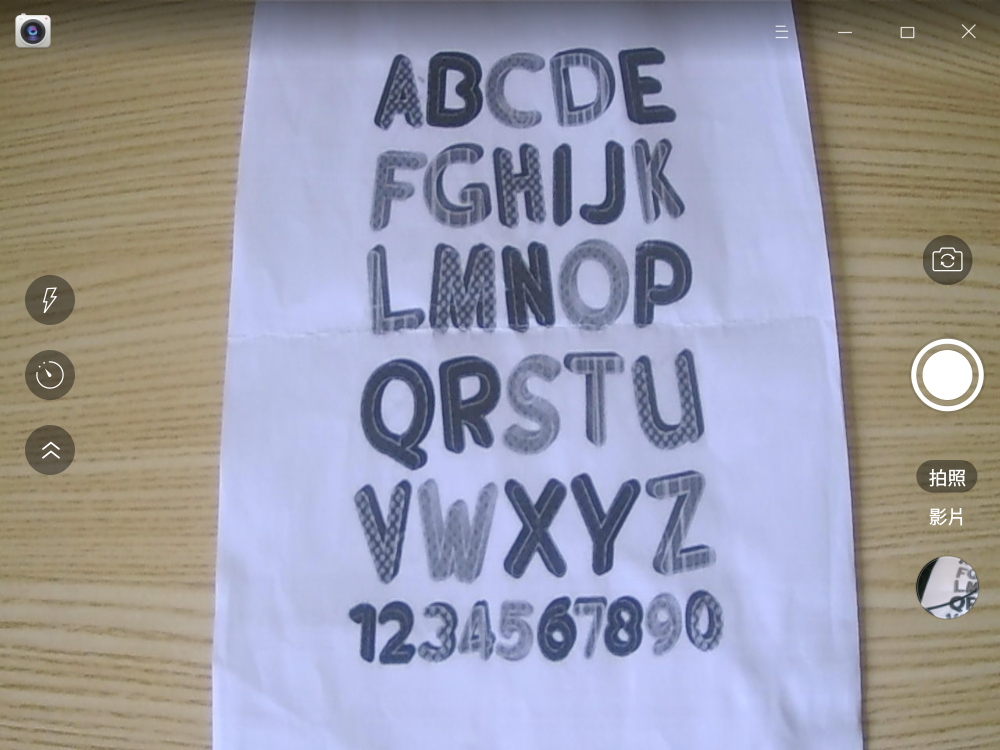 ABCDE
FGHIJK
LMNOP
QRSTU
VWXYZ
1234567890
拍照
影片